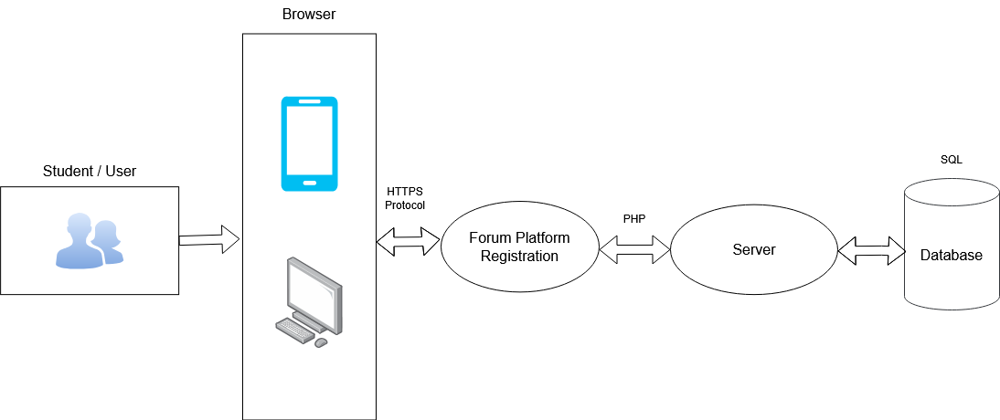 Browser
Student / User
HTTPS
Protocol
Forum Platform
Registration
PHP
Server
SQL
Database